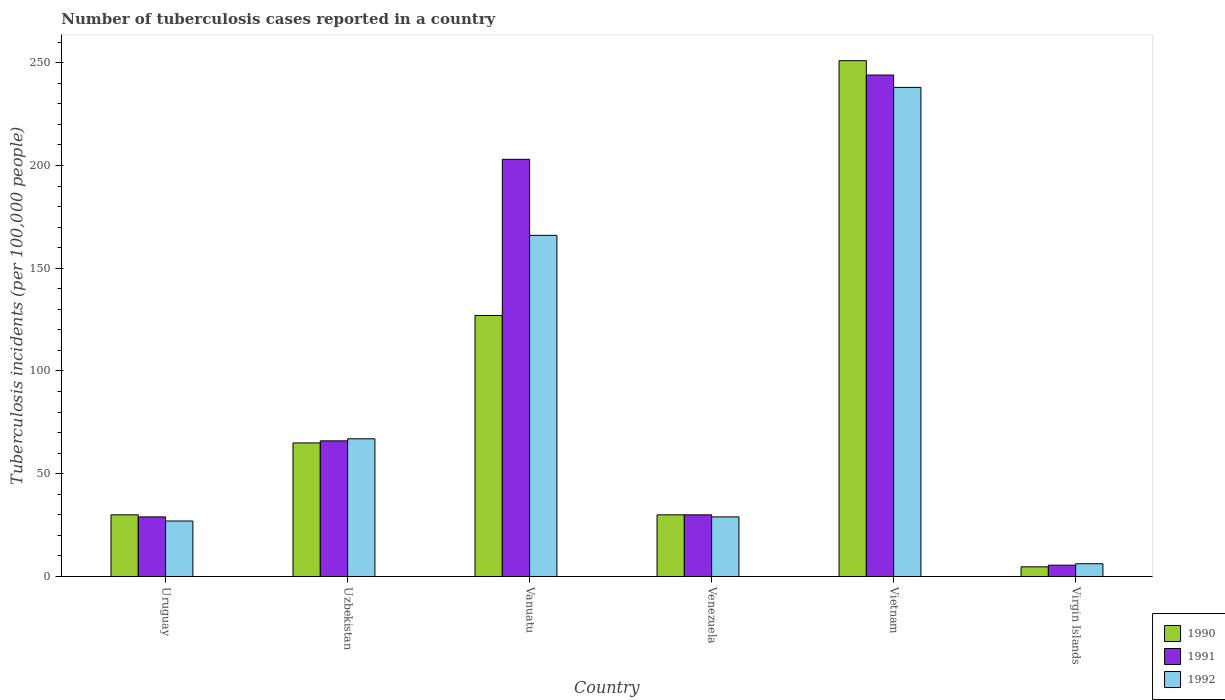 Number of tuberculosis cases reported in a country
Tuberculosis incidents (per 100,000 people)
250
200
150
100
50
0
Uruguay
Uzbekistan
Vanuatu
Venezuela
Vietnam
Virgin Islands
Country
1990
1991
1992